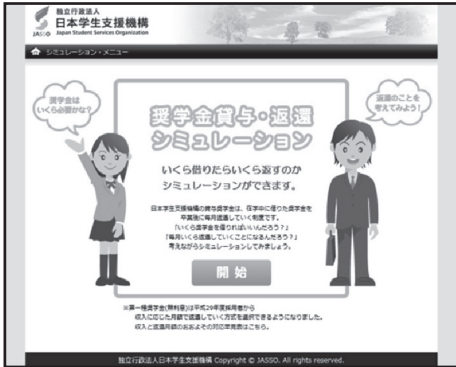 独立行政法人
日本学生支援機構
JASSO Japan Student Services Organization
シミュレーション・メニュー
奨学金は
いくら必要かな?
返還のことを
考えてみよう!
奨学金貸与・返還
シミュレーション
いくら借りたらいくら返すのか
シミュレーションができます。
日本学生支援機構の貸与奨学金は、在学中に借りた奨学金を
卒業後に毎月返還していく制度です。
「いくら奨学金を借りればいいんだろう?」
「毎月いくら返還していくことになるんだろう?」
考えながらシミュレーションしてみましょう。
開始
※第一種奨学金(無利息)は平成29年度採用者から
収入に応じた月額で返還していく方式を選択できるようになりました。
収入と返還月額のおおよその対応早見表はこちら。
独立行政法人日本学生支援機構 Copyright © JASSO. All rights reserved.